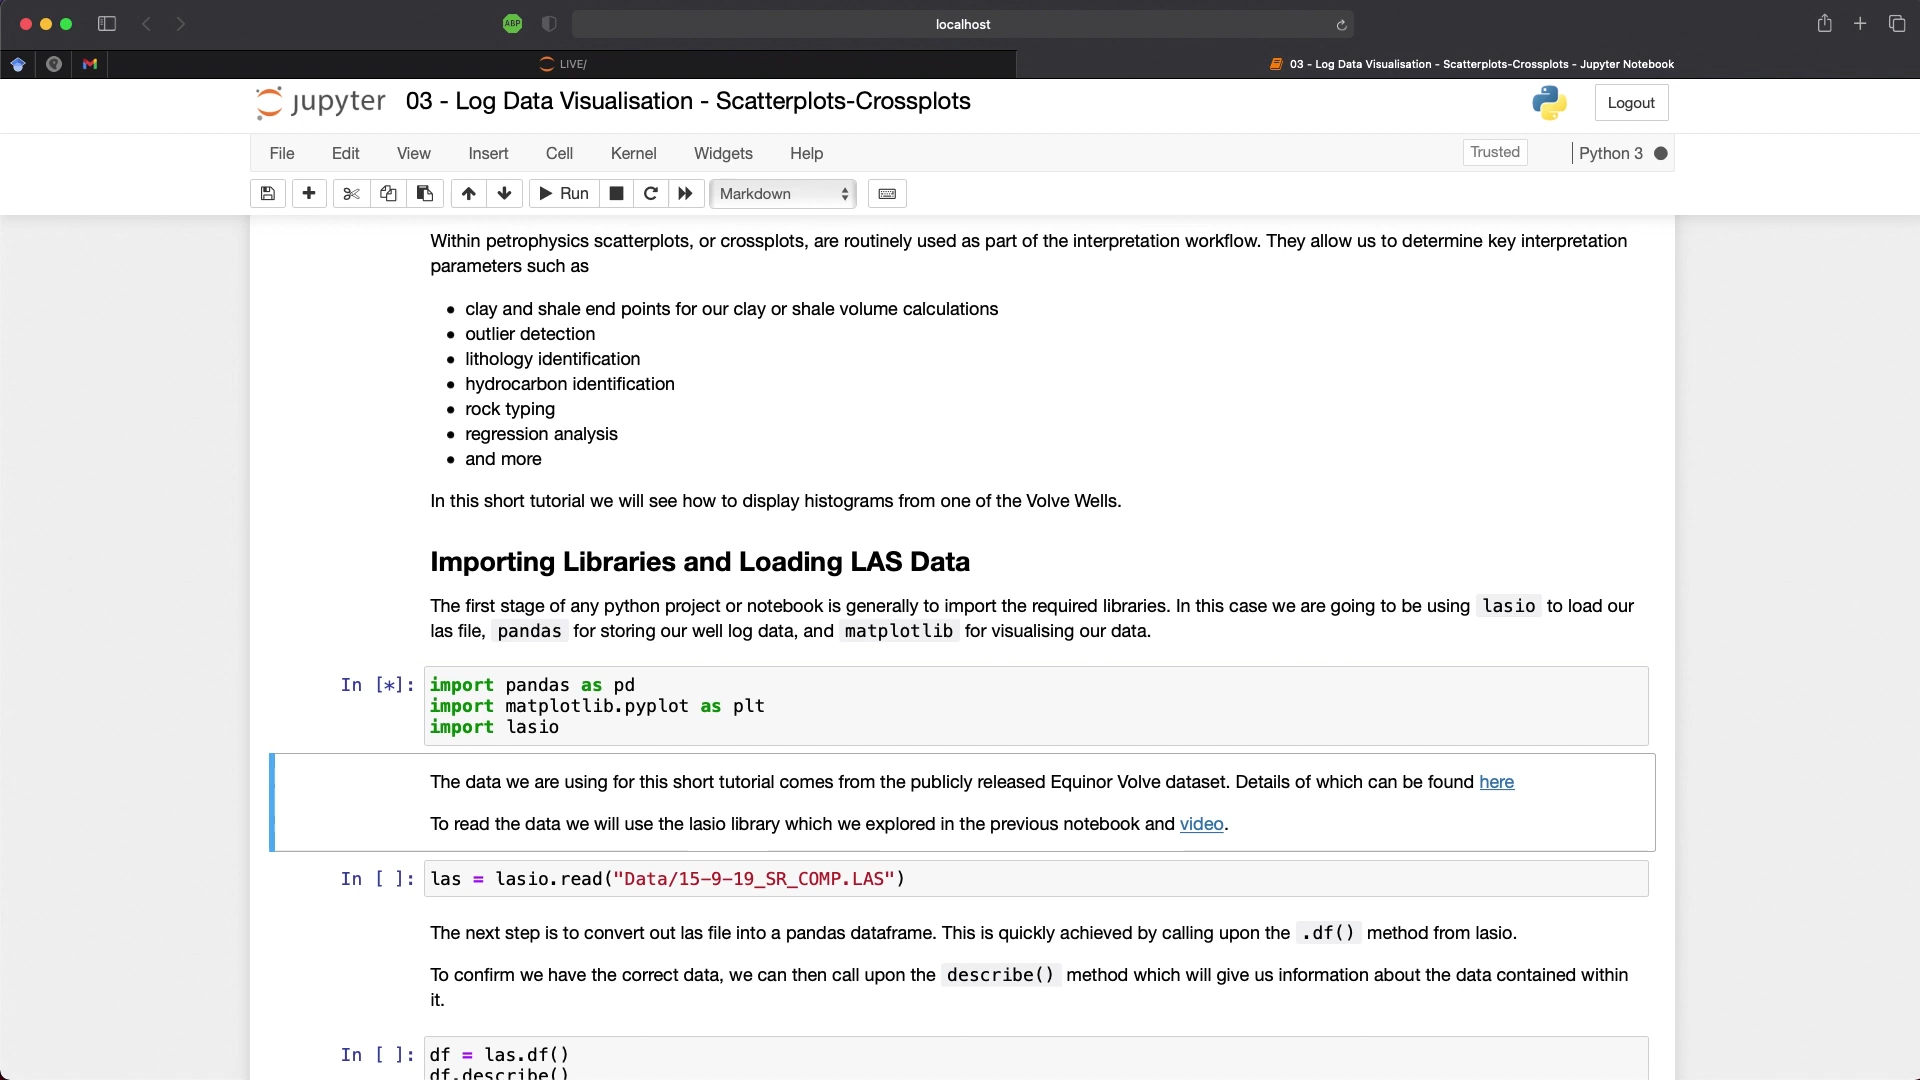 ABP
localhost
LIVE/
03 - Log Data Visualisation - Scatterplots-Crossplots - Jupyter Notebook
jupyter
03 - Log Data Visualisation - Scatterplots-Crossplots
Logout
File Edit View Insert Cell Kernel Widgets Help
Trusted
Python 3
Run
Markdown
Within petrophysics scatterplots, or crossplots, are routinely used as part of the interpretation workflow. They allow us to determine key interpretation
parameters such as
• clay and shale end points for our clay or shale volume calculations
• outlier detection
• lithology identification
• hydrocarbon identification
• rock typing
• regression analysis
• and more
In this short tutorial we will see how to display histograms from one of the Volve Wells.
Importing Libraries and Loading LAS Data
The first stage of any python project or notebook is generally to import the required libraries. In this case we are going to be using lasio to load our
las file, pandas for storing our well log data, and matplotlib for visualising our data.
In [*]: import pandas as pd
import matplotlib.pyplot as plt
import lasio
The data we are using for this short tutorial comes from the publicly released Equinor Volve dataset. Details of which can be found here
To read the data we will use the lasio library which we explored in the previous notebook and video.
In [ ]: las = lasio.read("Data/15-9-19_SR_COMP.LAS")
The next step is to convert out las file into a pandas dataframe. This is quickly achieved by calling upon the .df() method from lasio.
To confirm we have the correct data, we can then call upon the describe() method which will give us information about the data contained within
it.
In [ ]: df = las.df()
df.describe()